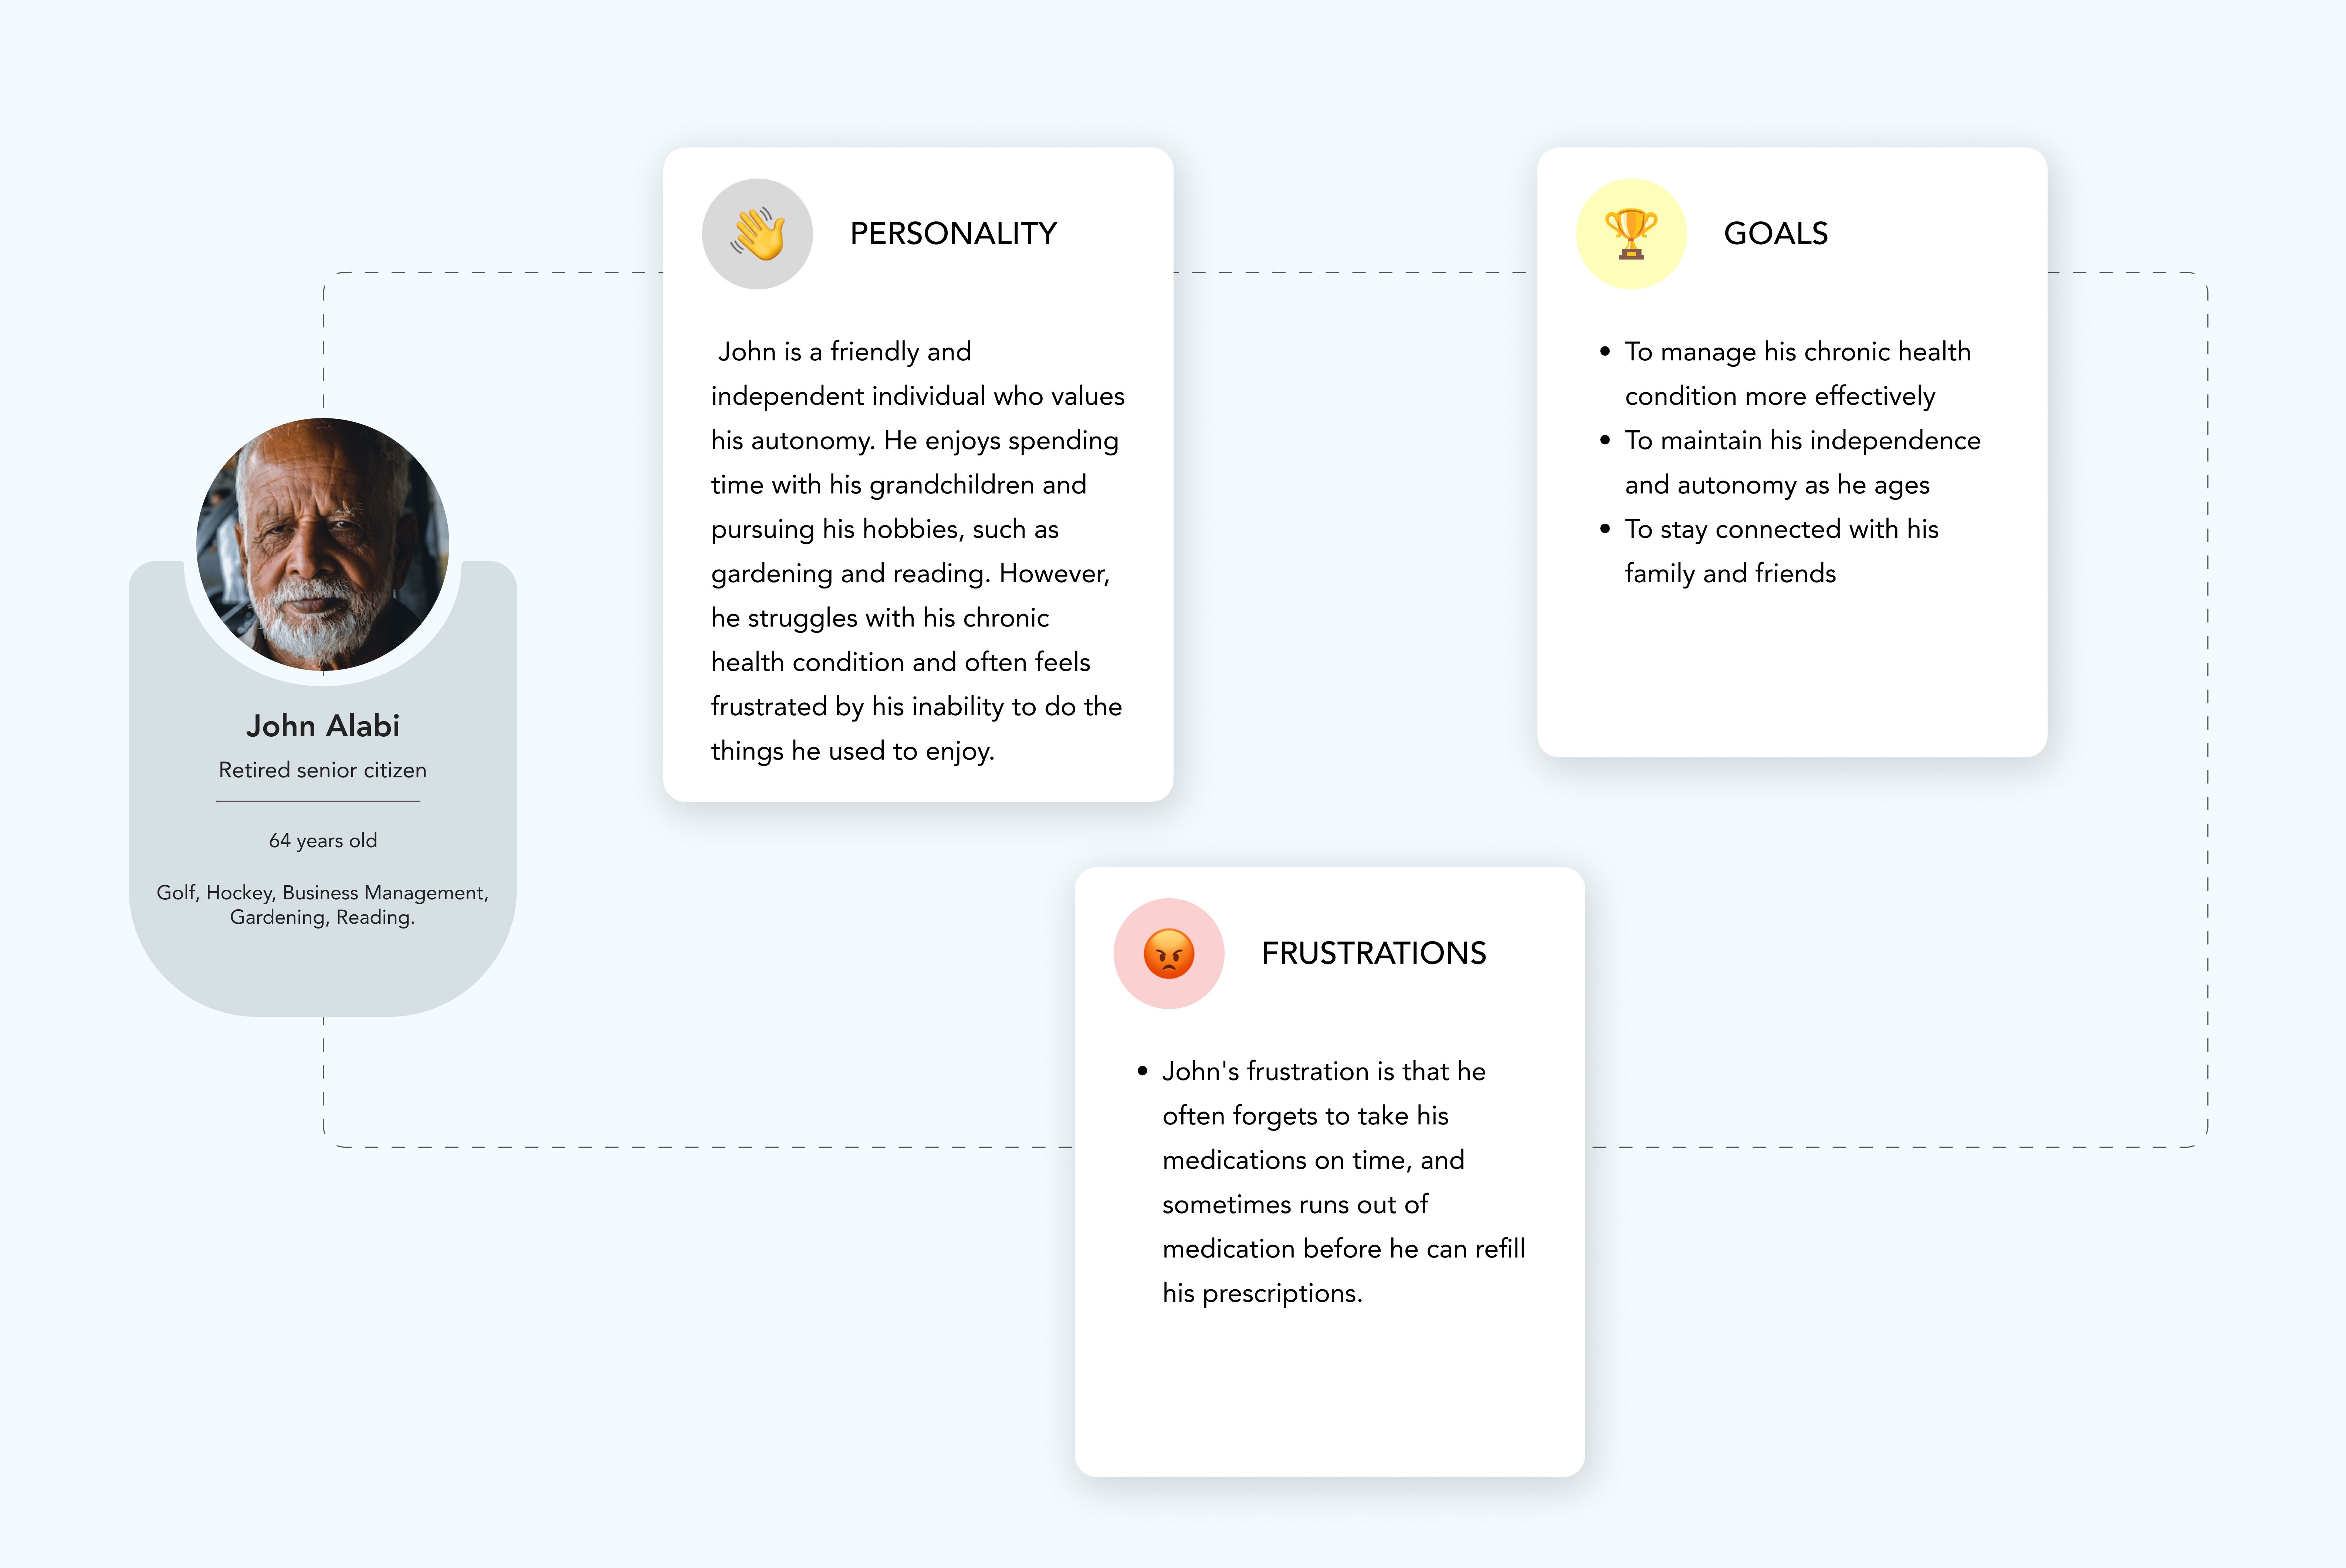 John Alabi
Retired senior citizen
64 years old
Golf, Hockey, Business Management,
Gardening, Reading.
PERSONALITY
John is a friendly and
independent individual who values
his autonomy. He enjoys spending
time with his grandchildren and
pursuing his hobbies, such as
gardening and reading. However,
he struggles with his chronic
health condition and often feels
frustrated by his inability to do the
things he used to enjoy.
GOALS
• To manage his chronic health
condition more effectively
• To maintain his independence
and autonomy as he ages
• To stay connected with his
family and friends
FRUSTRATIONS
• John's frustration is that he
often forgets to take his
medications on time, and
sometimes runs out of
medication before he can refill
his prescriptions.